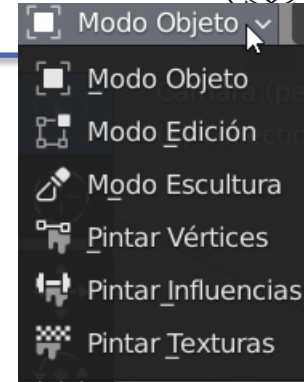 Modo Objeto
Modo Objeto
Modo Edición
Modo Escultura
Pintar Vértices
Pintar Influencias
Pintar Texturas